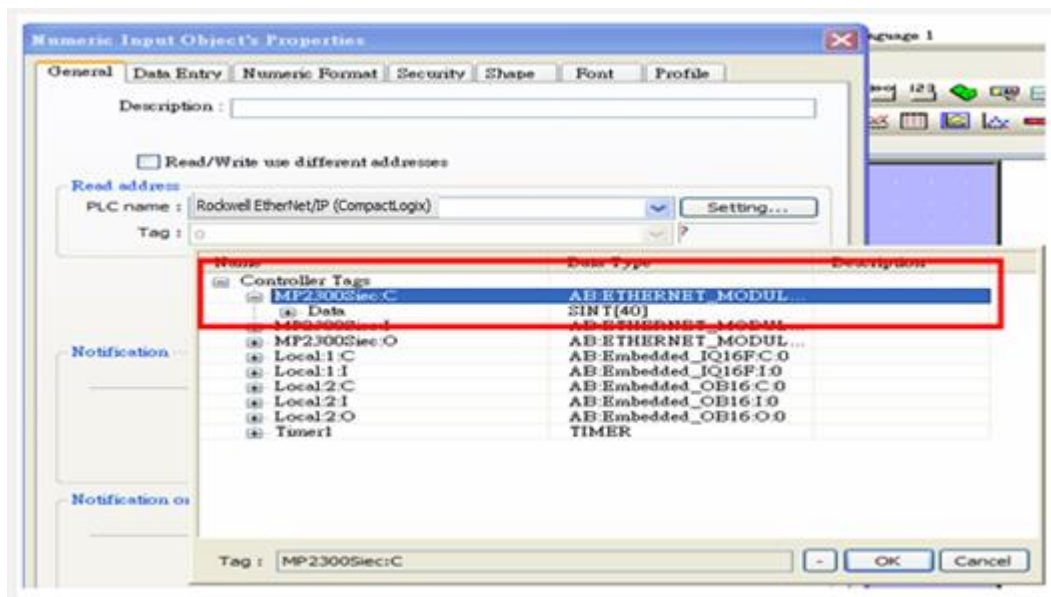 Numeric Input Object's Properties
nguage 1
General Data Entry Numeric Format Security Shape Font Profile
Description :
Read/Write use different addresses
Read address
PLC name : Rockwell EtherNet/IP (CompactLogix) Setting...
Tag : 0 ?
Name Data Type Description
Controller Tags
MP2300Siec:C AB:ETHERNET_MODUL...
Data SINT[40]
MP2300Siec:I AB:ETHERNET_MODUL...
MP2300Siec:O AB:ETHERNET_MODUL...
Local:1:C AB:Embedded_IQ16F:C:0
Local:1:I AB:Embedded_IQ16F:I:0
Local:2:C AB:Embedded_OB16:C:0
Local:2:I AB:Embedded_OB16:I:0
Local:2:O AB:Embedded_OB16:O:0
Timer1 TIMER
Notification
Notification
Tag : MP2300Siec:C - OK Cancel